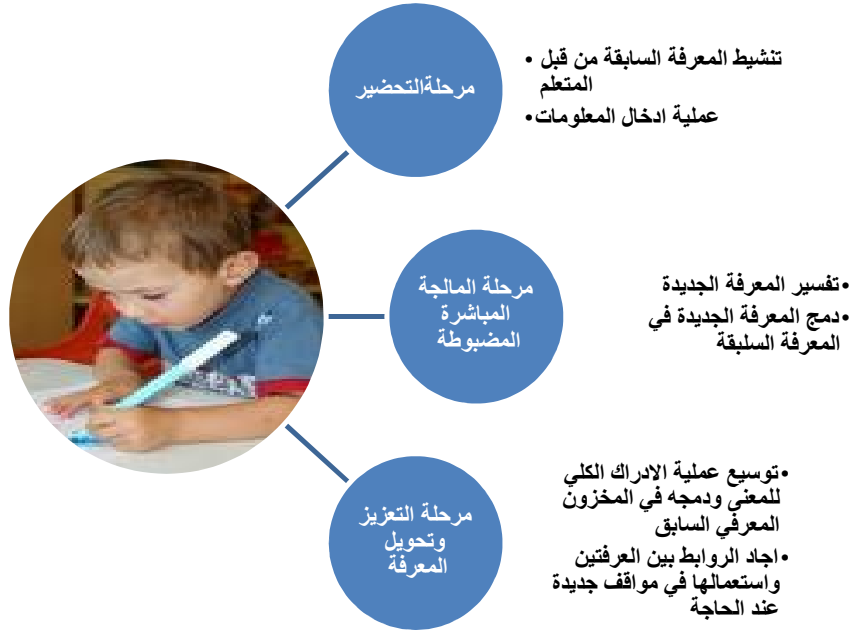 مرحلةالتحضير
تنشيط المعرفة السابقة من قبل •
المتعلم
عملية ادخال المعلومات•
مرحلة المالجة
المباشرة
المضبوطة
•تفسير المعرفة الجديدة
•دمج المعرفة الجديدة في
المعرفة السلبقة
مرحلة التعزيز
وتحويل
المعرفة
•توسيع عملية الادراك الكلي
للمعنى ودمجه في المخزون
المعرفي السابق
•اجاد الروابط بين العرفتين
واستعمالها في مواقف جديدة
عند الحاجة